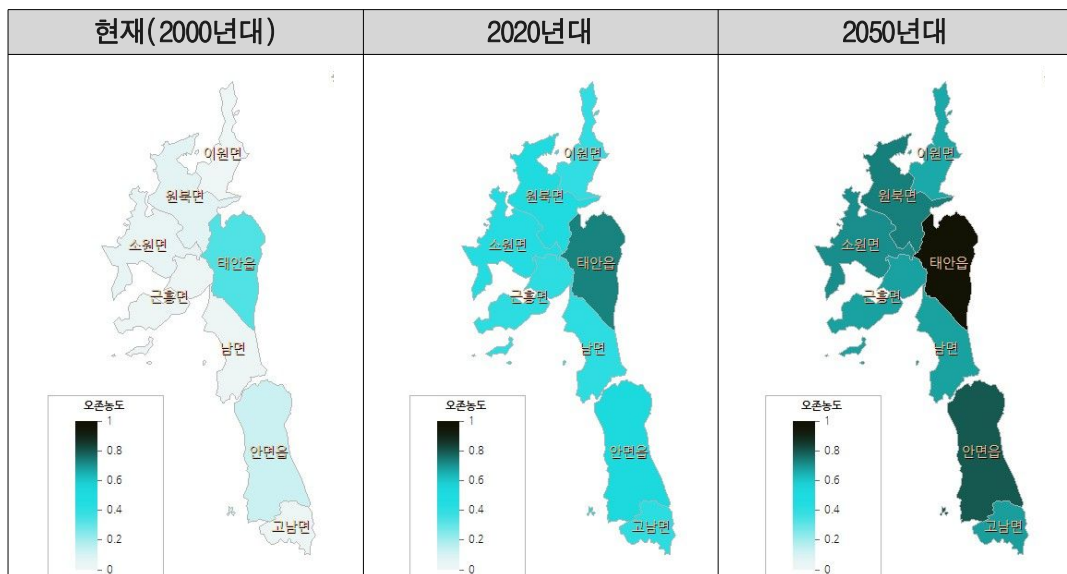 현재(2000년대) 2020년대 2050년대
이원면
원북면
소원면
태안읍
근흥면
남면
안면읍
고남면
오존농도
1
0.8
0.6
0.4
0.2
0
이원면
원북면
소원면
태안읍
근흥면
남면
안면읍
고남면
오존농도
1
0.8
0.6
0.4
0.2
0
이원면
원북면
소원면
태안읍
근흥면
남면
안면읍
고남면
오존농도
1
0.8
0.6
0.4
0.2
0